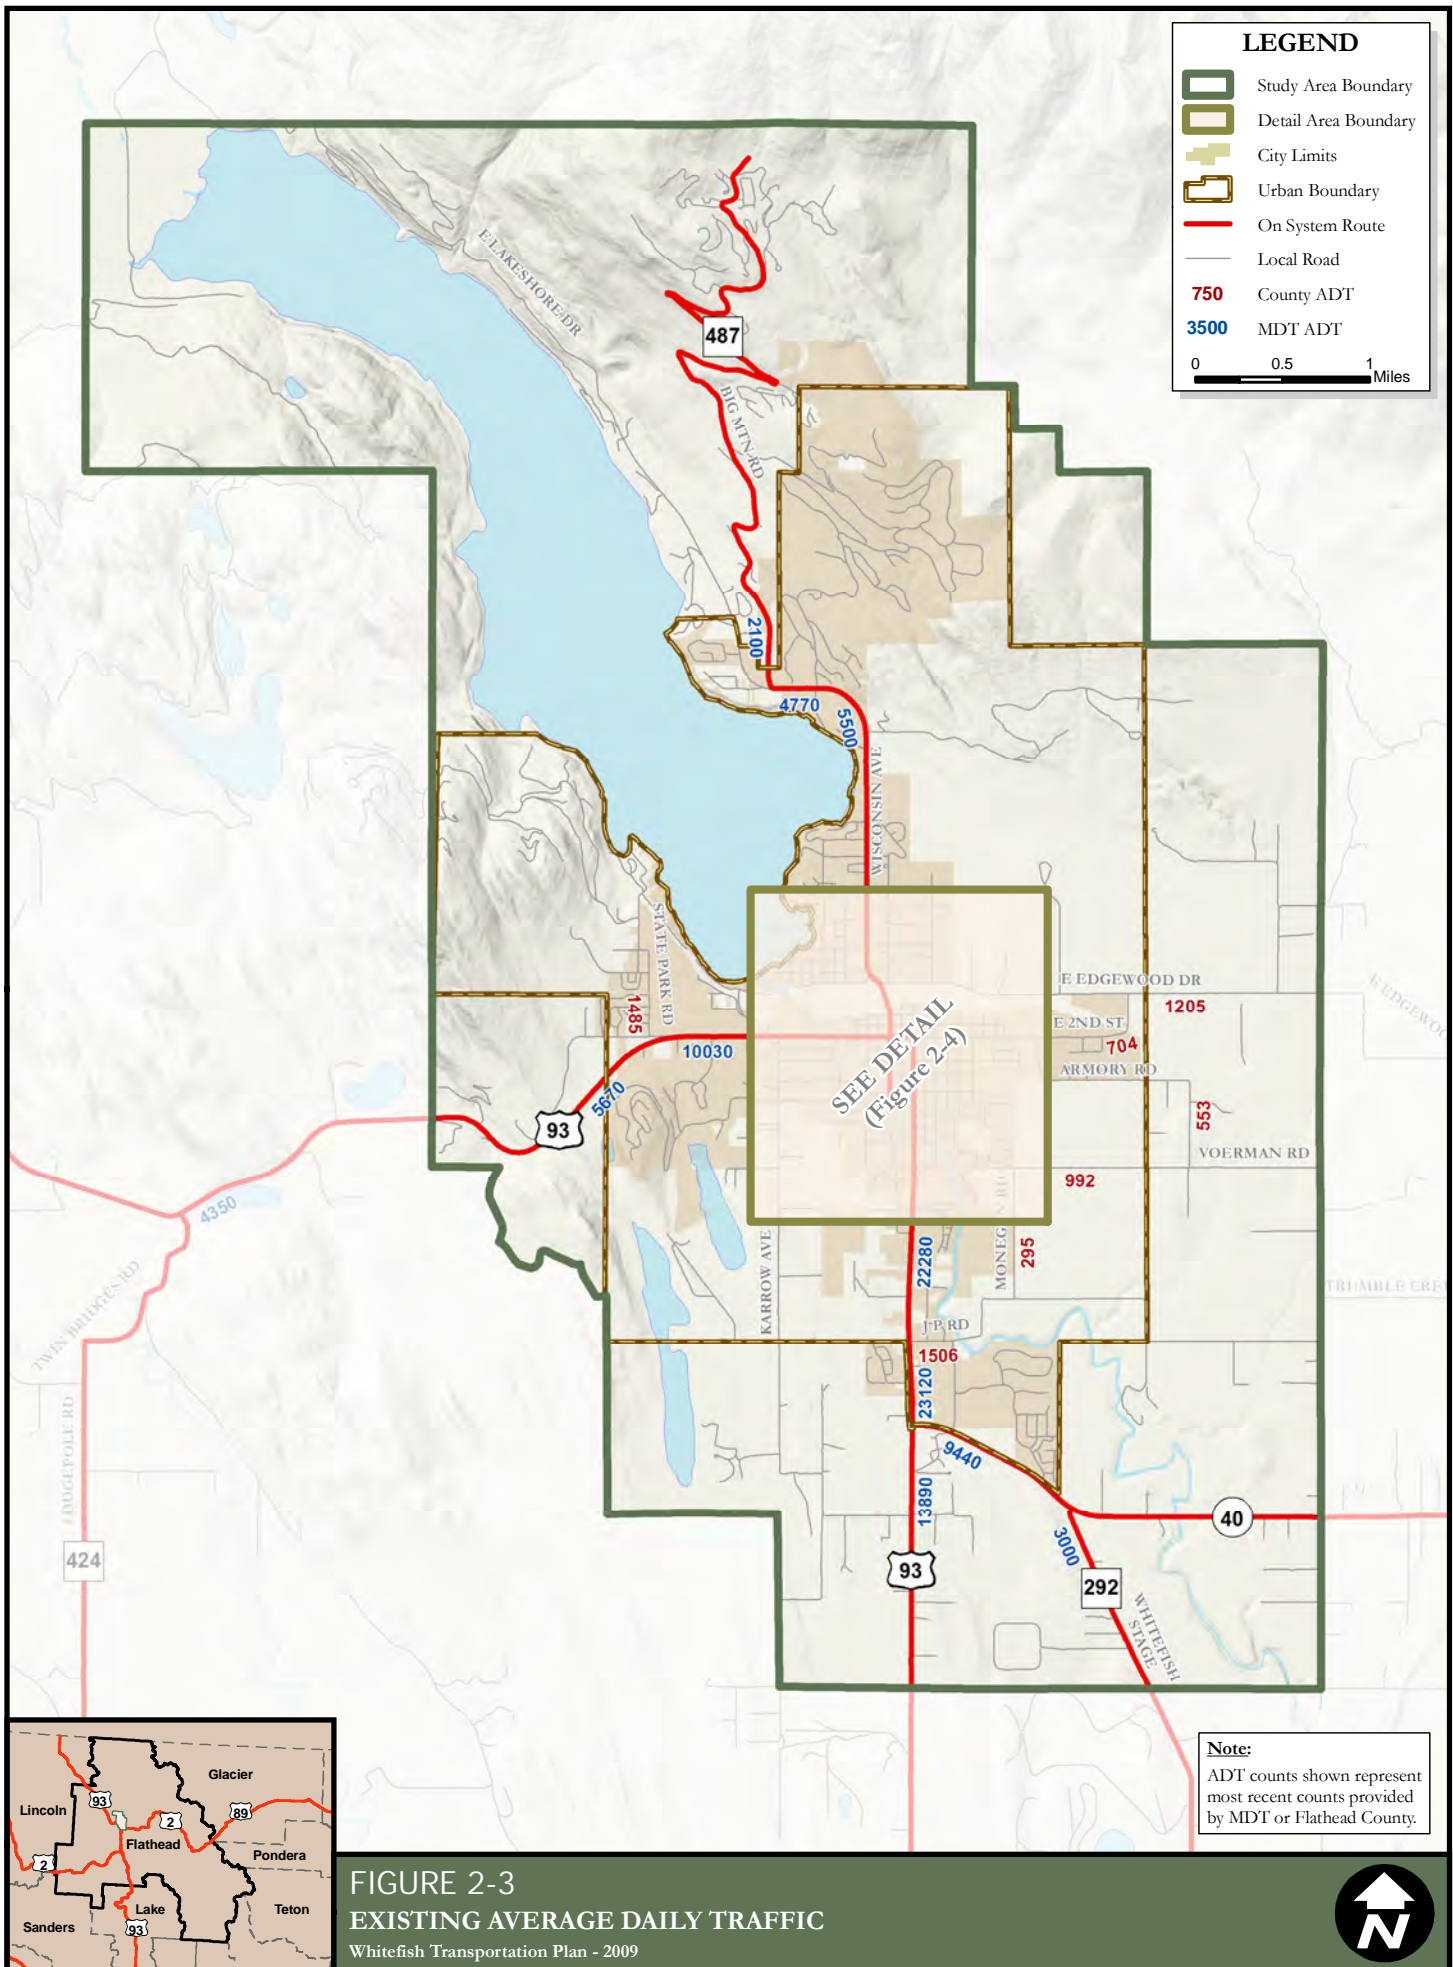 LEGEND
Study Area Boundary
Detail Area Boundary
City Limits
Urban Boundary
On System Route
Local Road
750 County ADT
3500 MDT ADT
0 0.5 1
Miles
E LAKESHORE DR
487
BIG MTN RD
2100
4770
5500
WISCONSIN AVE
STATE PARK RD
1485
E EDGEWOOD DR
1205
E EDGEWOO
E 2ND ST
704
10030
ARMORY RD
SEE DETAIL
(Figure 2-4)
5670
93
553
VOERMAN RD
992
4350
MONEGAN RD
295
22280
KARROW AVE
TWIN BRIDGES RD
TRUMBLE CREE
J P RD
1506
23120
LODGEPOLE RD
9440
13890
40
3000
424
93
292
WHITEFISH
STAGE
Note:
ADT counts shown represent
most recent counts provided
by MDT or Flathead County.
Glacier
93
Lincoln
2
89
Flathead
Pondera
2
Lake
Teton
Sanders
93
FIGURE 2-3
EXISTING AVERAGE DAILY TRAFFIC
Whitefish Transportation Plan - 2009
N